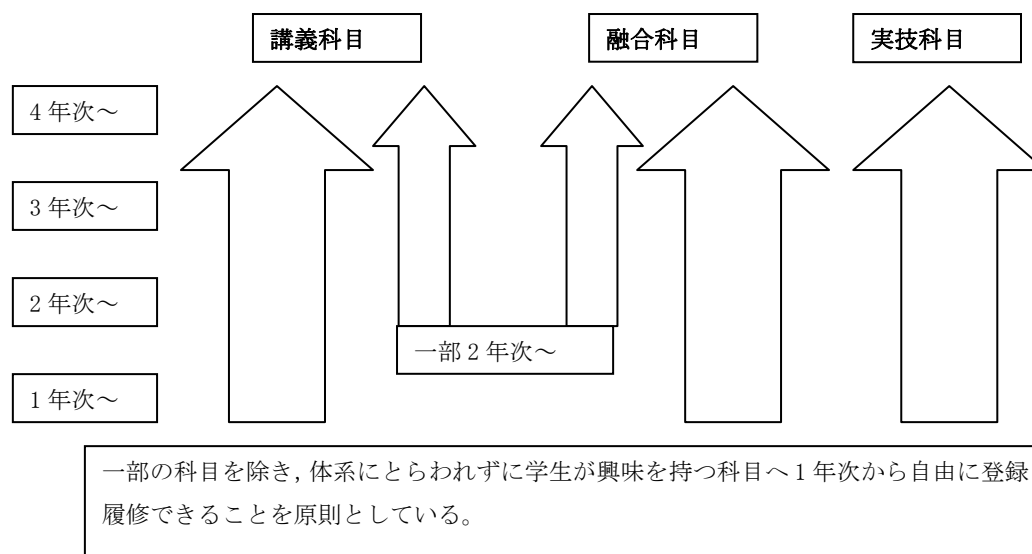 講義科目
融合科目
実技科目
4年次～
3年次～
2年次～
一部2年次～
1年次～
一部の科目を除き,体系にとらわれずに学生が興味を持つ科目へ1年次から自由に登録
履修できることを原則としている。